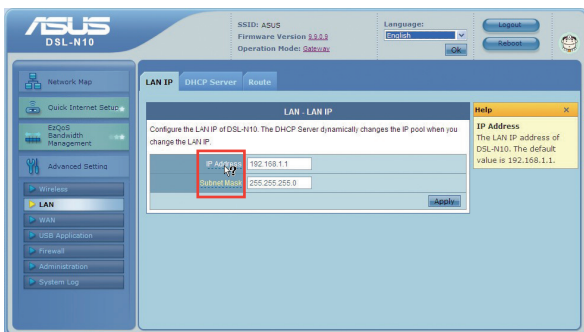 ASUS
DSL-N10
SSID: ASUS
Firmware Version 9.9.0.9
Operation Mode: Gateway
Language:
English
Ok
Logout
Reboot
Network Map
Quick Internet Setup
EzQoS
Bandwidth
Management
Advanced Setting
Wireless
LAN
WAN
USB Application
Firewall
Administration
System Log
LAN IP
DHCP Server
Route
LAN - LAN IP
Configure the LAN IP of DSL-N10. The DHCP Server dynamically changes the IP pool when you
change the LAN IP.
IP Address 192.168.1.1
Subnet Mask 255.255.255.0
Apply
Help X
IP Address
The LAN IP address of
DSL-N10. The default
value is 192.168.1.1.